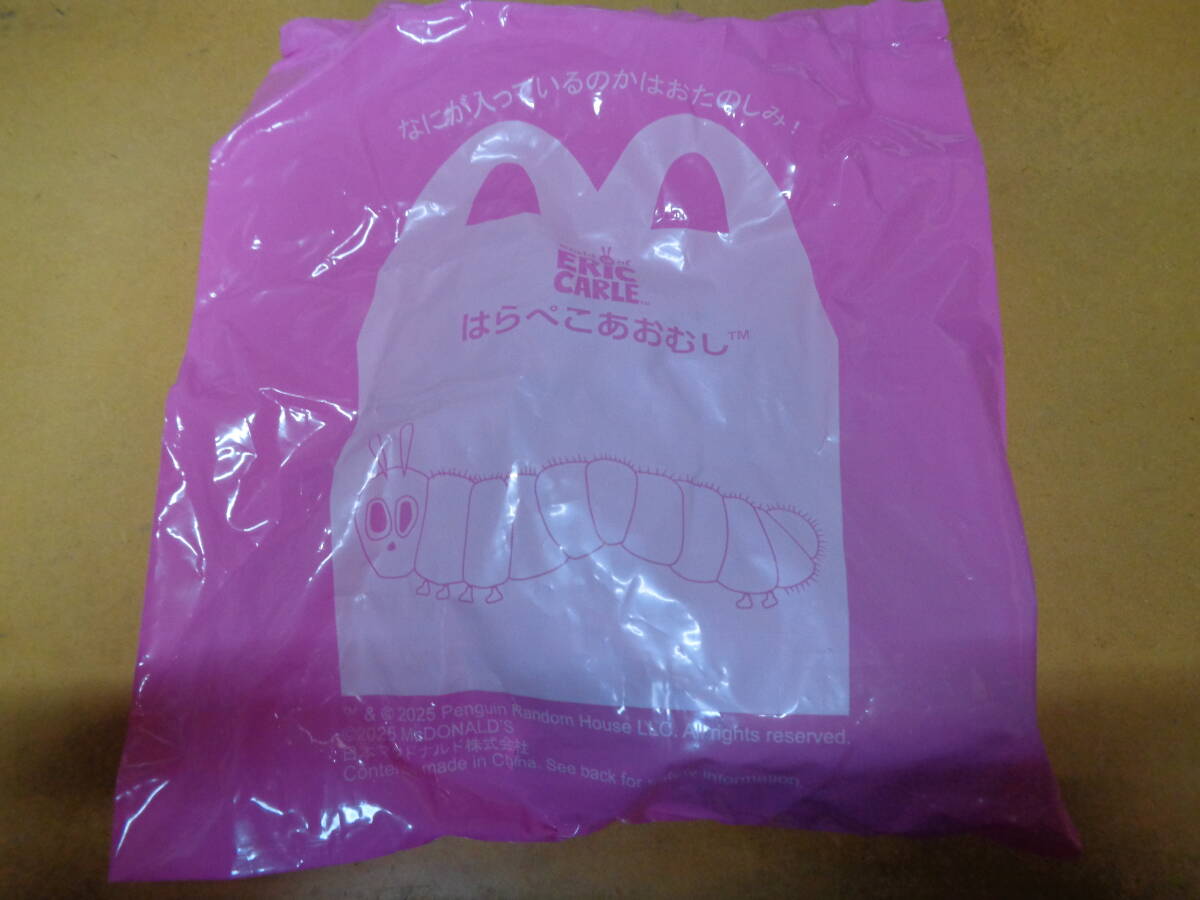 なにが入っているのかはおたのしみ!
ERiC
CARLE
はらぺこあおむし™
& © 2025 Penguin Random House LLC. All rights reserved.
©2025 McDONALD'S
日本マクドナルド株式会社
made in China. See back for safety information.